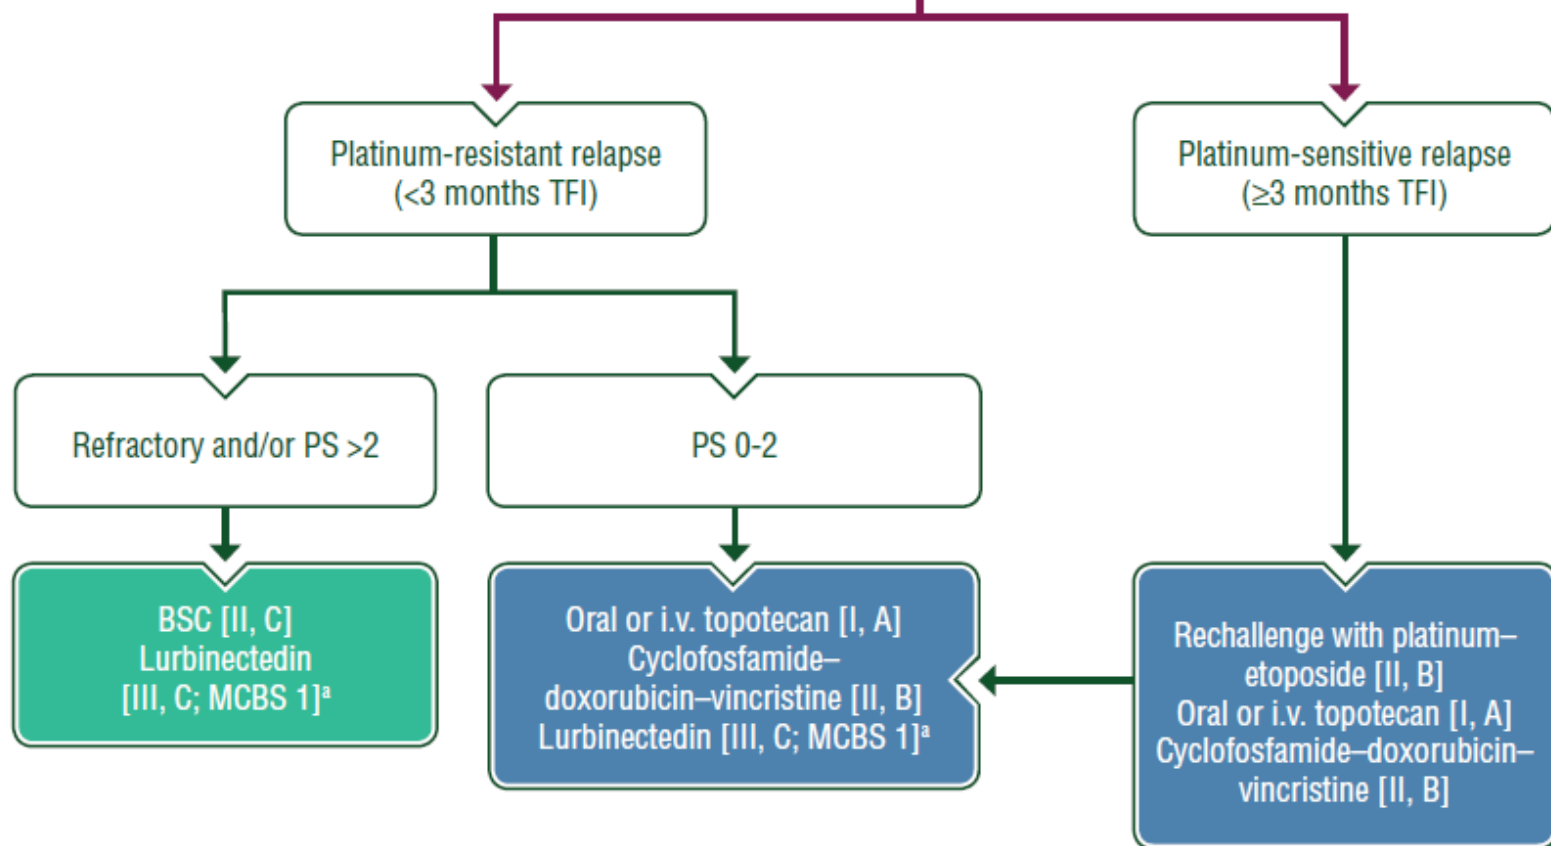 Platinum-resistant relapse
(<3 months TFI)
Platinum-sensitive relapse
(≥3 months TFI)
Refractory and/or PS >2
PS 0-2
BSC [II, C]
Lurbinectedin
[III, C; MCBS 1]ᵃ
Oral or i.v. topotecan [I, A]
Cyclofosfamide–
doxorubicin–vincristine [II, B]
Lurbinectedin [III, C; MCBS 1]ᵃ
Rechallenge with platinum–
etoposide [II, B]
Oral or i.v. topotecan [I, A]
Cyclofosfamide–doxorubicin–
vincristine [II, B]